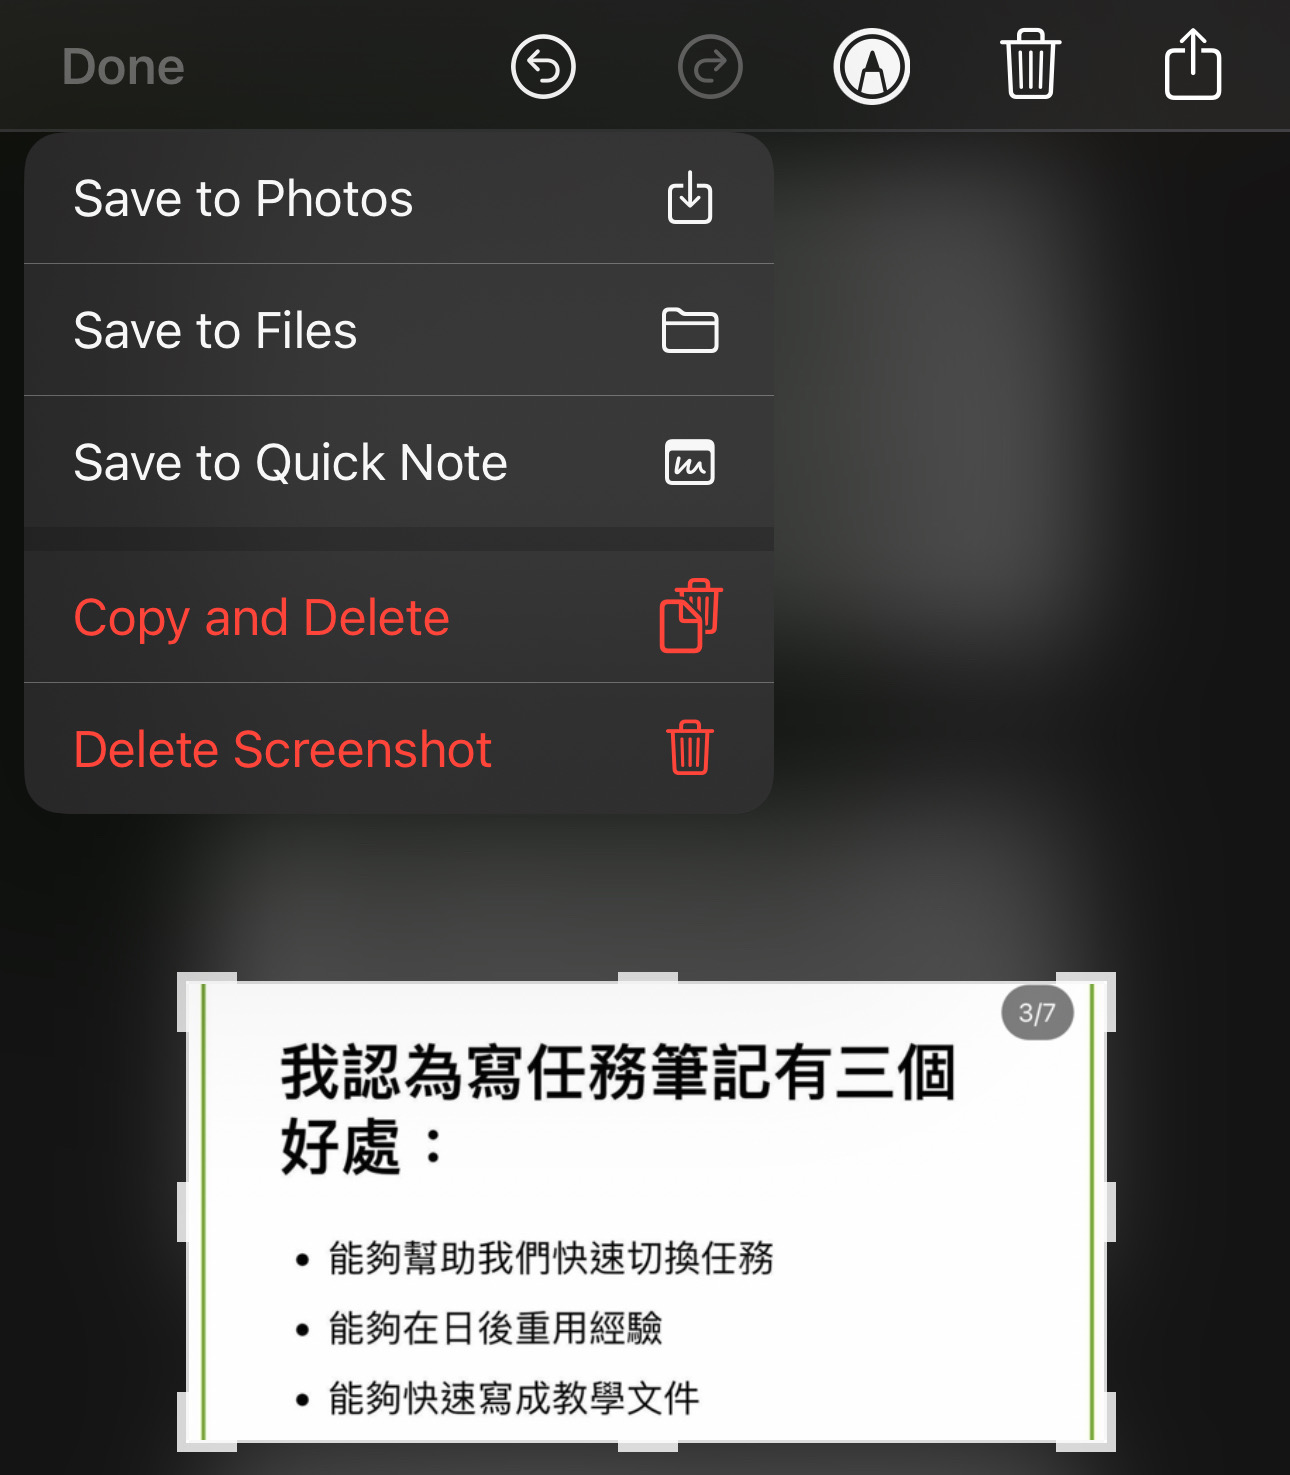 Done
Save to Photos
Save to Files
Save to Quick Note
Copy and Delete
Delete Screenshot
3/7
我認為寫任務筆記有三個
好處：
• 能夠幫助我們快速切換任務
• 能夠在日後重用經驗
• 能夠快速寫成教學文件